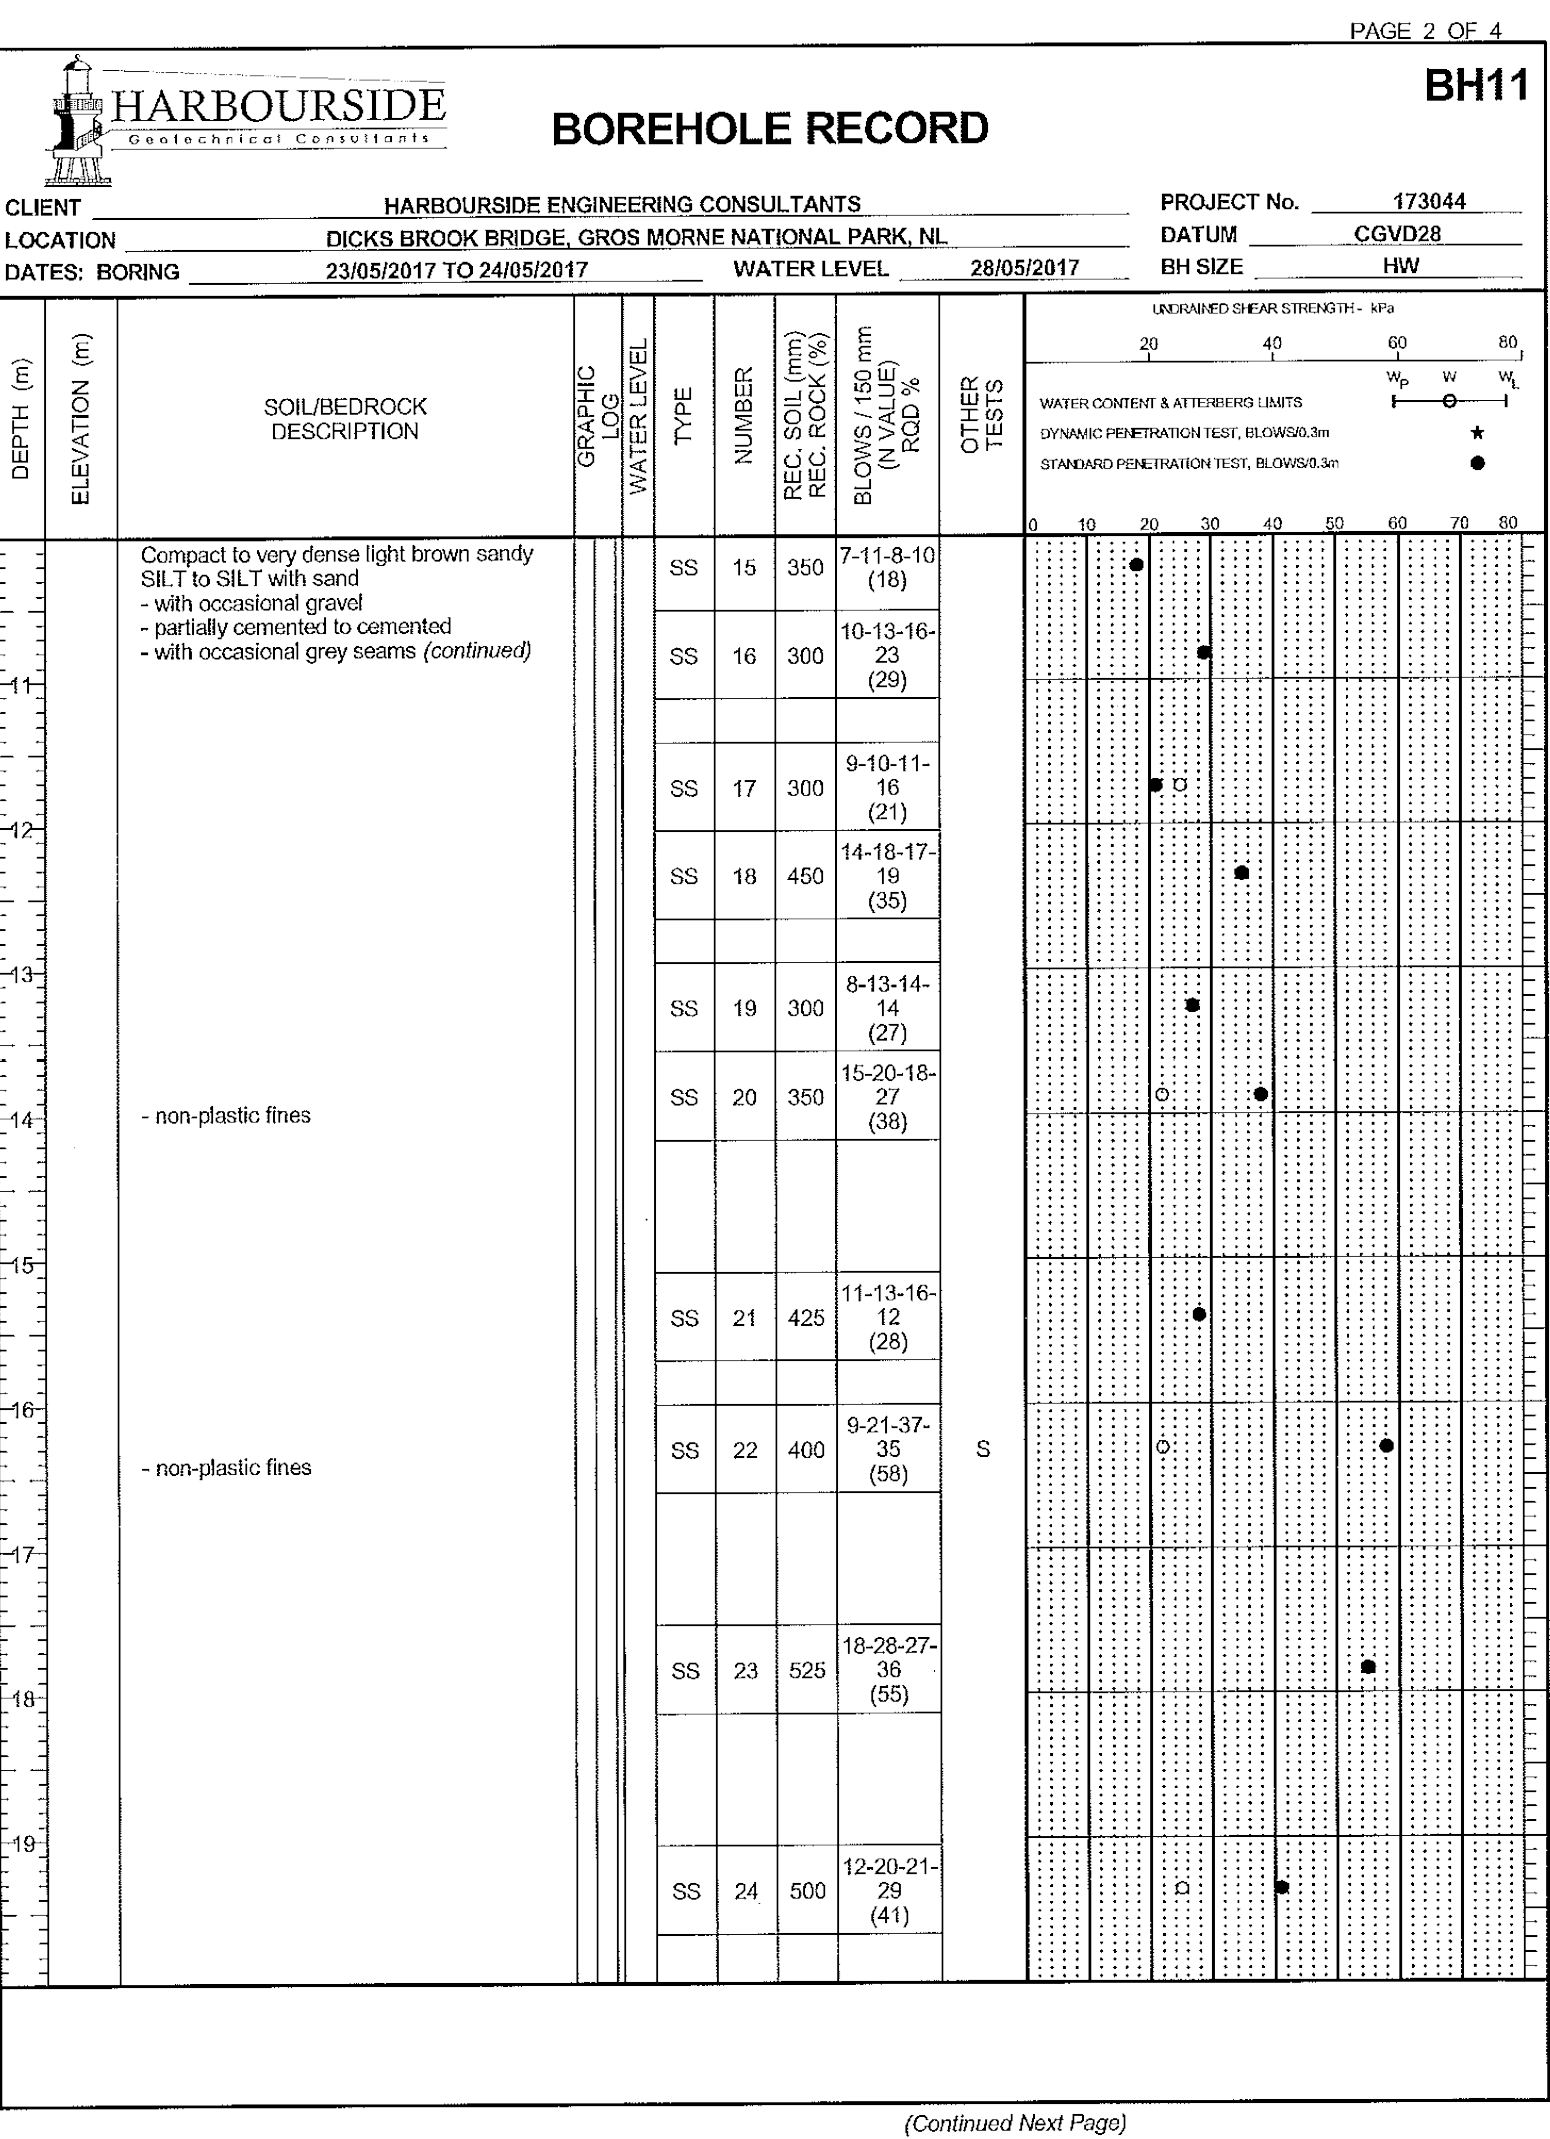 PAGE 2 OF 4
BH11
HARBOURSIDE
Geotechnical Consultants
BOREHOLE RECORD
CLIENT HARBOURSIDE ENGINEERING CONSULTANTS PROJECT No. 173044
LOCATION DICKS BROOK BRIDGE, GROS MORNE NATIONAL PARK, NL DATUM CGVD28
DATES: BORING 23/05/2017 TO 24/05/2017 WATER LEVEL 28/05/2017 BH SIZE HW
DEPTH (m)
ELEVATION (m)
SOIL/BEDROCK
DESCRIPTION
GRAPHIC
LOG
WATER LEVEL
TYPE
NUMBER
REC. SOIL (mm)
REC. ROCK (%)
BLOWS / 150 mm
(N VALUE)
RQD %
OTHER
TESTS
UNDRAINED SHEAR STRENGTH - kPa
20 40 60 80
WP W WL
WATER CONTENT & ATTERBERG LIMITS
DYNAMIC PENETRATION TEST, BLOWS/0.3m ★
STANDARD PENETRATION TEST, BLOWS/0.3m ●
0 10 20 30 40 50 60 70 80
Compact to very dense light brown sandy
SILT to SILT with sand
- with occasional gravel
- partially cemented to cemented
- with occasional grey seams (continued)
SS 15 350 7-11-8-10
(18)
SS 16 300 10-13-16-
23
(29)
11
SS 17 300 9-10-11-
16
(21)
12
SS 18 450 14-18-17-
19
(35)
13
SS 19 300 8-13-14-
14
(27)
SS 20 350 15-20-18-
27
(38)
14
- non-plastic fines
15
SS 21 425 11-13-16-
12
(28)
16
SS 22 400 9-21-37-
35
(58)
S
- non-plastic fines
17
SS 23 525 18-28-27-
36
(55)
18
19
SS 24 500 12-20-21-
29
(41)
(Continued Next Page)